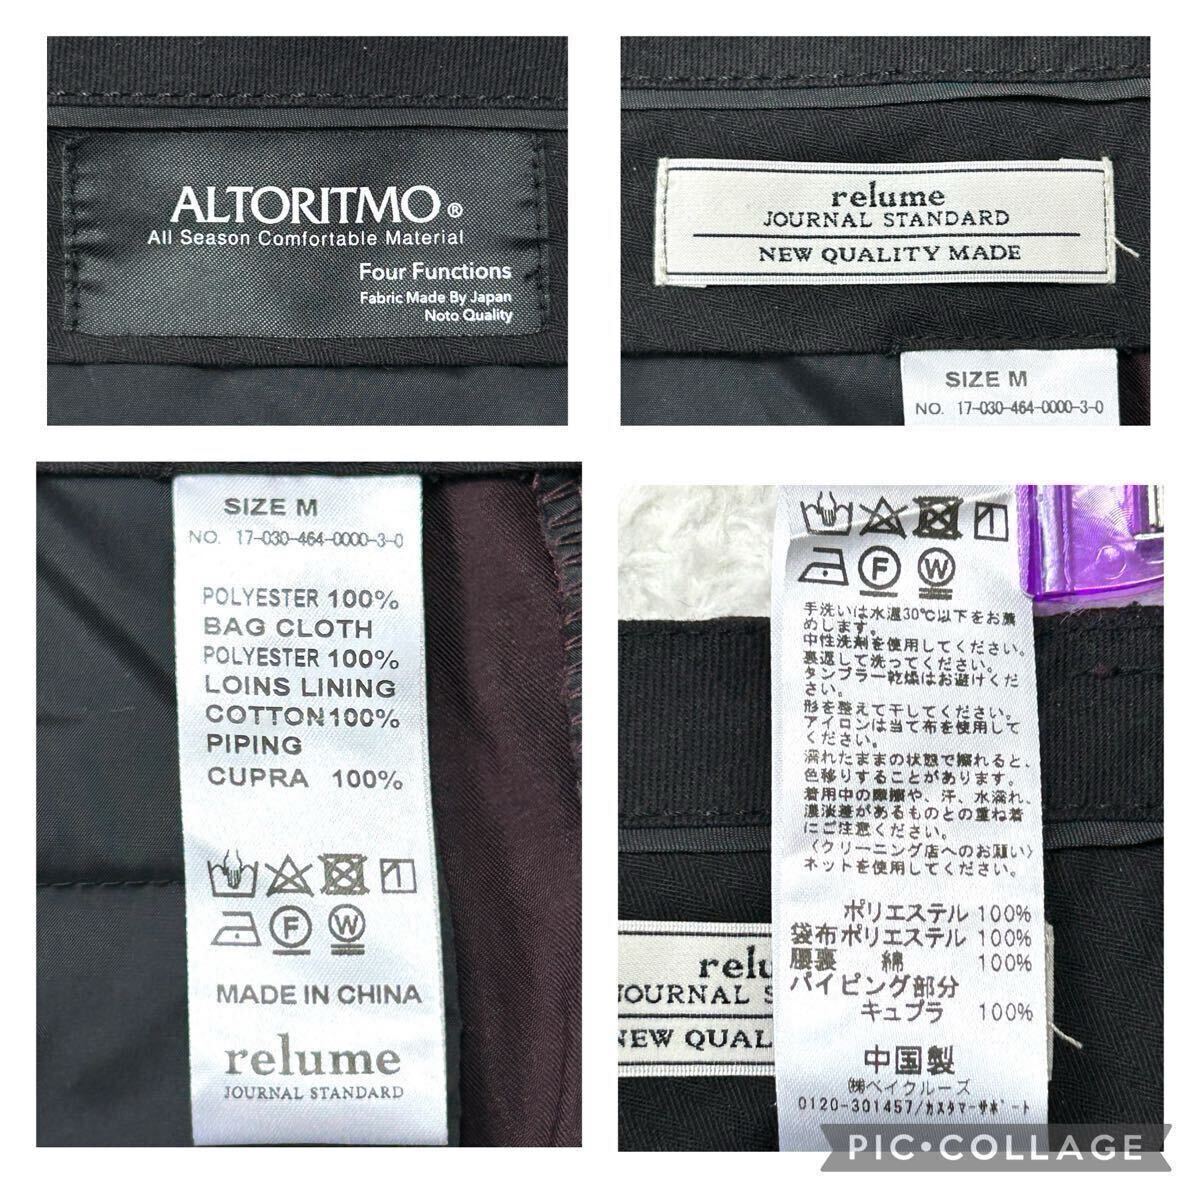 ALTORITMO®
All Season Comfortable Material
Four Functions
Fabric Made By Japan
Noto Quality
relume
JOURNAL STANDARD
NEW QUALITY MADE
SIZE M
NO. 17-030-464-0000-3-0
SIZE M
NO. 17-030-464-0000-3-0
POLYESTER 100%
BAG CLOTH
POLYESTER 100%
LOINS LINING
COTTON 100%
PIPING
CUPRA 100%
F
W
MADE IN CHINA
relume
JOURNAL STANDARD
F
W
手洗いは水温30℃以下をお薦
めします。
中性洗剤を使用してください。
裏返して洗ってください。
タンブラー乾燥はお避けくだ
さい。
形を整えて干してください。
アイロンは当て布を使用して
ください。
濡れたままの状態で擦れると、
色移りすることがあります。
着用中の摩擦や、汗、水濡れ、
濃淡差があるものとの重ね着
にご注意ください。
〈クリーニング店へのお願い〉
ネットを使用してください。
ポリエステル 100%
袋布ポリエステル 100%
腰裏 綿 100%
パイピング部分
キュプラ 100%
中国製
㈱ベイクルーズ
0120-301457/カスタマーサポート
relu
JOURNAL S
NEW QUAL
PIC•COLLAGE